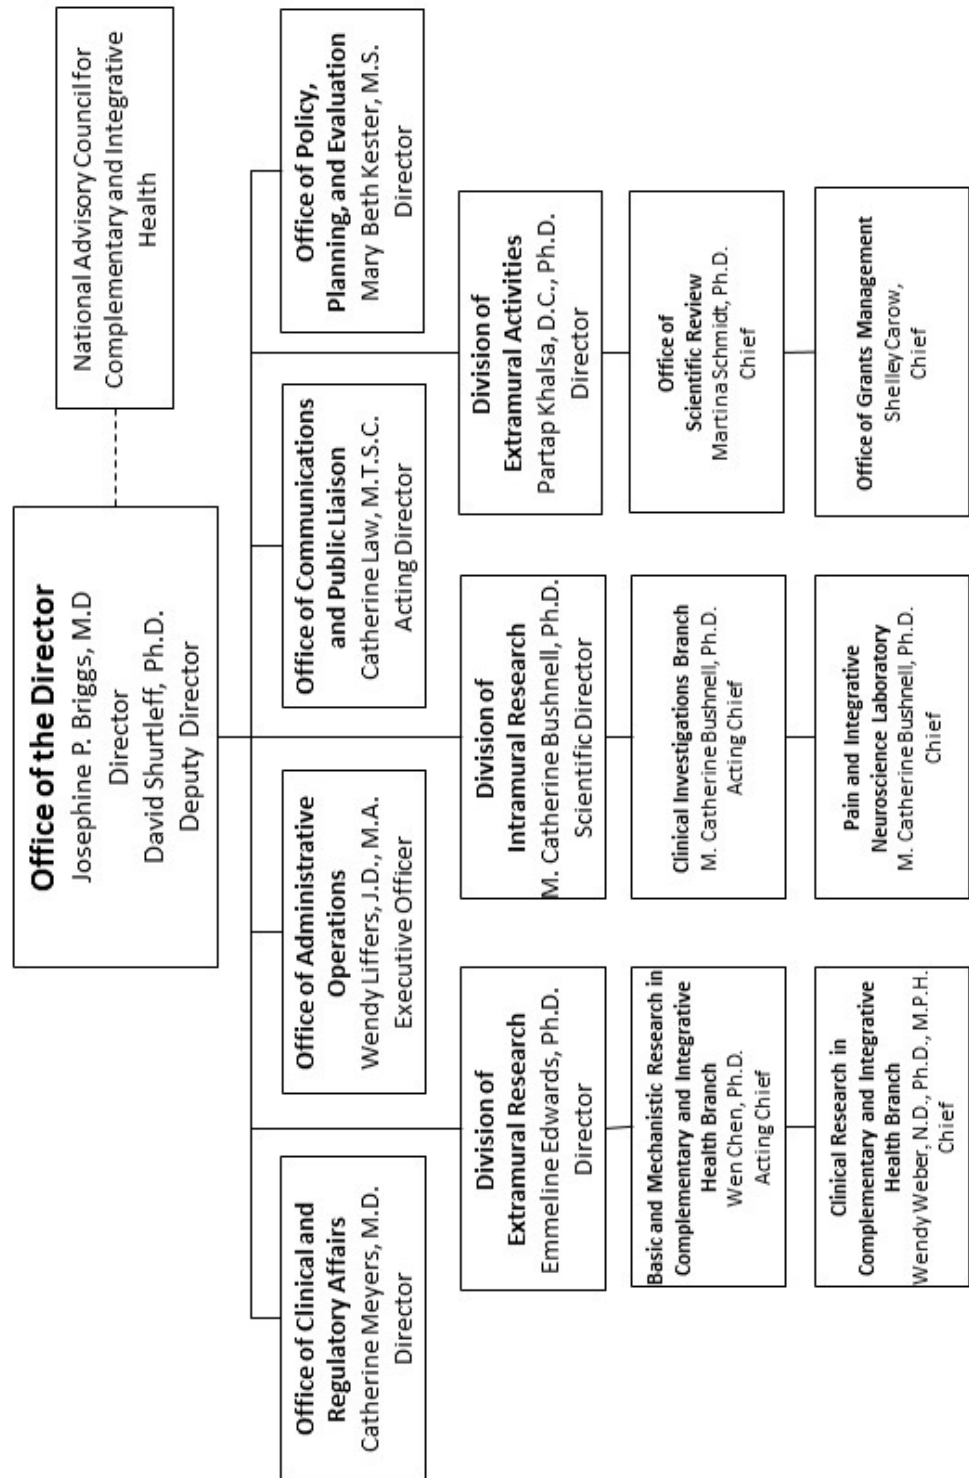 Office of the Director
Josephine P. Briggs, M.D
Director
David Shurtleff, Ph.D.
Deputy Director
National Advisory Council for
Complementary and Integrative
Health
Office of Clinical and
Regulatory Affairs
Catherine Meyers, M.D.
Director
Office of Administrative
Operations
Wendy Liffers, J.D., M.A.
Executive Officer
Office of Communications
and Public Liaison
Catherine Law, M.T.S.C.
Acting Director
Office of Policy,
Planning, and Evaluation
Mary Beth Kester, M.S.
Director
Division of
Extramural Research
Emmeline Edwards, Ph.D.
Director
Division of
Intramural Research
M. Catherine Bushnell, Ph.D.
Scientific Director
Division of
Extramural Activities
Partap Khalsa, D.C., Ph.D.
Director
Basic and Mechanistic Research in
Complementary and Integrative
Health Branch
Wen Chen, Ph.D.
Acting Chief
Clinical Investigations Branch
M. Catherine Bushnell, Ph.D.
Acting Chief
Office of
Scientific Review
Martina Schmidt, Ph.D.
Chief
Clinical Research in
Complementary and Integrative
Health Branch
Wendy Weber, N.D., Ph.D., M.P.H.
Chief
Pain and Integrative
Neuroscience Laboratory
M. Catherine Bushnell, Ph.D.
Chief
Office of Grants Management
Shelley Carow,
Chief